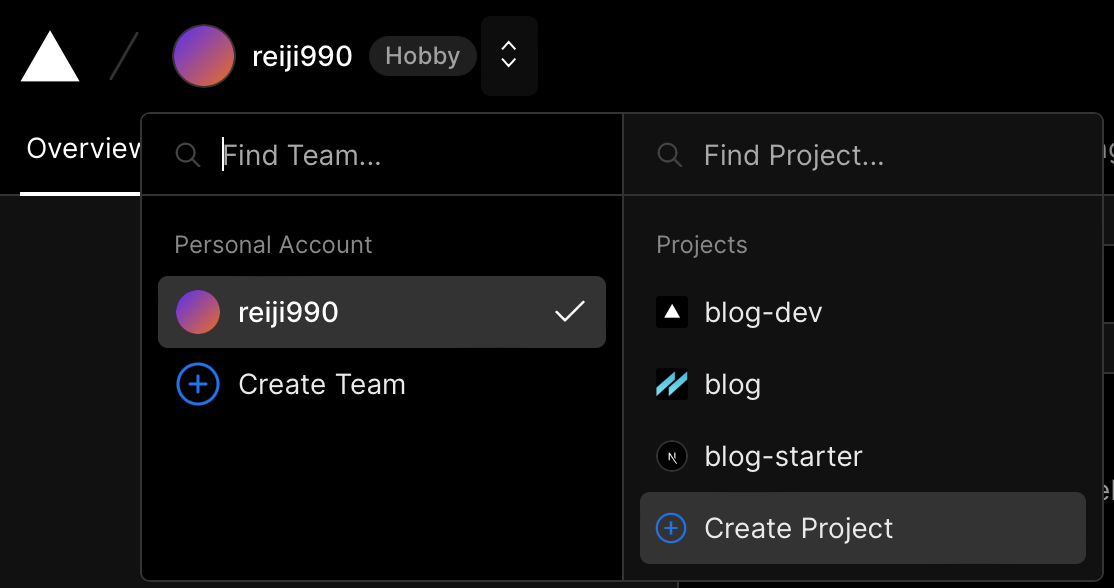 reiji990 Hobby
Overview
Find Team...
Find Project...
Personal Account
reiji990
Create Team
Projects
blog-dev
blog
N blog-starter
Create Project